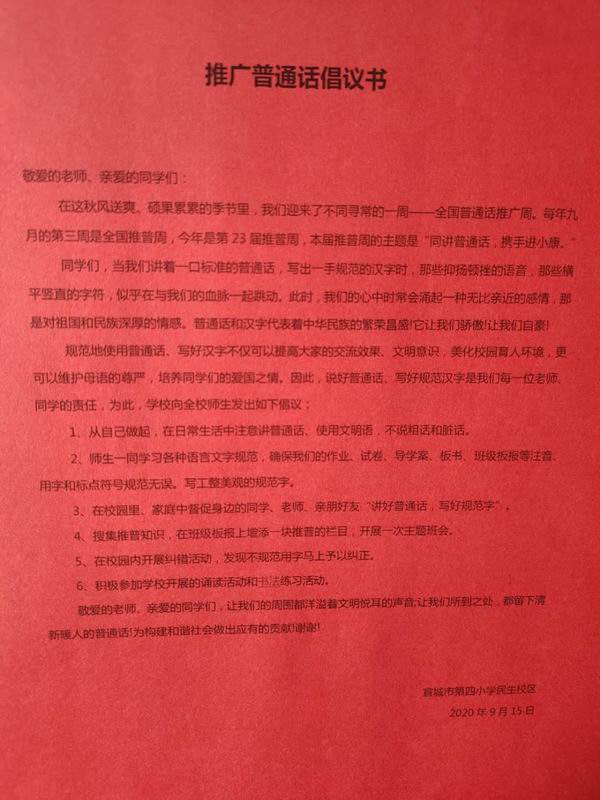 推广普通话倡议书
敬爱的老师、亲爱的同学们：
在这秋风送爽、硕果累累的季节里，我们迎来了不同寻常的一周——全国普通话推广周。每年九
月的第三周是全国推普周，今年是第 23 届推普周，本届推普周的主题是“同讲普通话，携手进小康。”
同学们，当我们讲着一口标准的普通话，写出一手规范的汉字时，那些抑扬顿挫的语音，那些横
平竖直的字符，似乎在与我们的血脉一起跳动。此时，我们的心中时常会涌起一种无比亲近的感情，那
是对祖国和民族深厚的情感。普通话和汉字代表着中华民族的繁荣昌盛!它让我们骄傲!让我们自豪!
规范地使用普通话、写好汉字不仅可以提高大家的交流效果、文明意识，美化校园育人坏境，更
可以维护母语的尊严，培养同学们的爱国之情。因此，说好普通话、写好规范汉字是我们每一位老师、
同学的责任，为此，学校向全校师生发出如下倡议：
1、从自己做起，在日常生活中注意讲普通话、使用文明语，不说粗话和脏话。
2、师生一同学习各种语言文字规范，确保我们的作业、试卷、导学案、板书、班级板报等注音、
用字和标点符号规范无误。写工整美观的规范字。
3、在校园里、家庭中督促身边的同学、老师、亲朋好友“讲好普通话，写好规范字”。
4、搜集推普知识，在班级板报上增添一块推普的栏目，开展一次主题班会。
5、在校园内开展纠错活动，发现不规范用字马上予以纠正。
6、积极参加学校开展的诵读活动和书法练习活动。
敬爱的老师、亲爱的同学们，让我们的周围都洋溢着文明悦耳的声音;让我们所到之处，都留下清
新暖人的普通话!为构建和谐社会做出应有的贡献!谢谢!
宣城市第四小学民生校区
2020 年 9 月 15 日